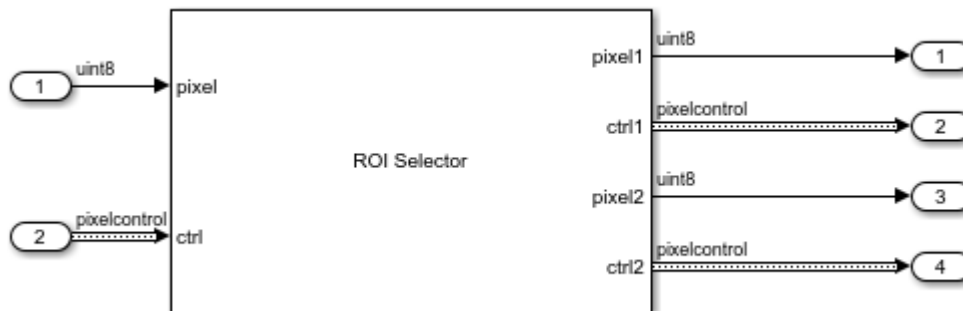 uint8
1
pixel
pixelcontrol
2
ctrl
ROI Selector
pixel1
uint8
1
ctrl1
pixelcontrol
2
pixel2
uint8
3
ctrl2
pixelcontrol
4